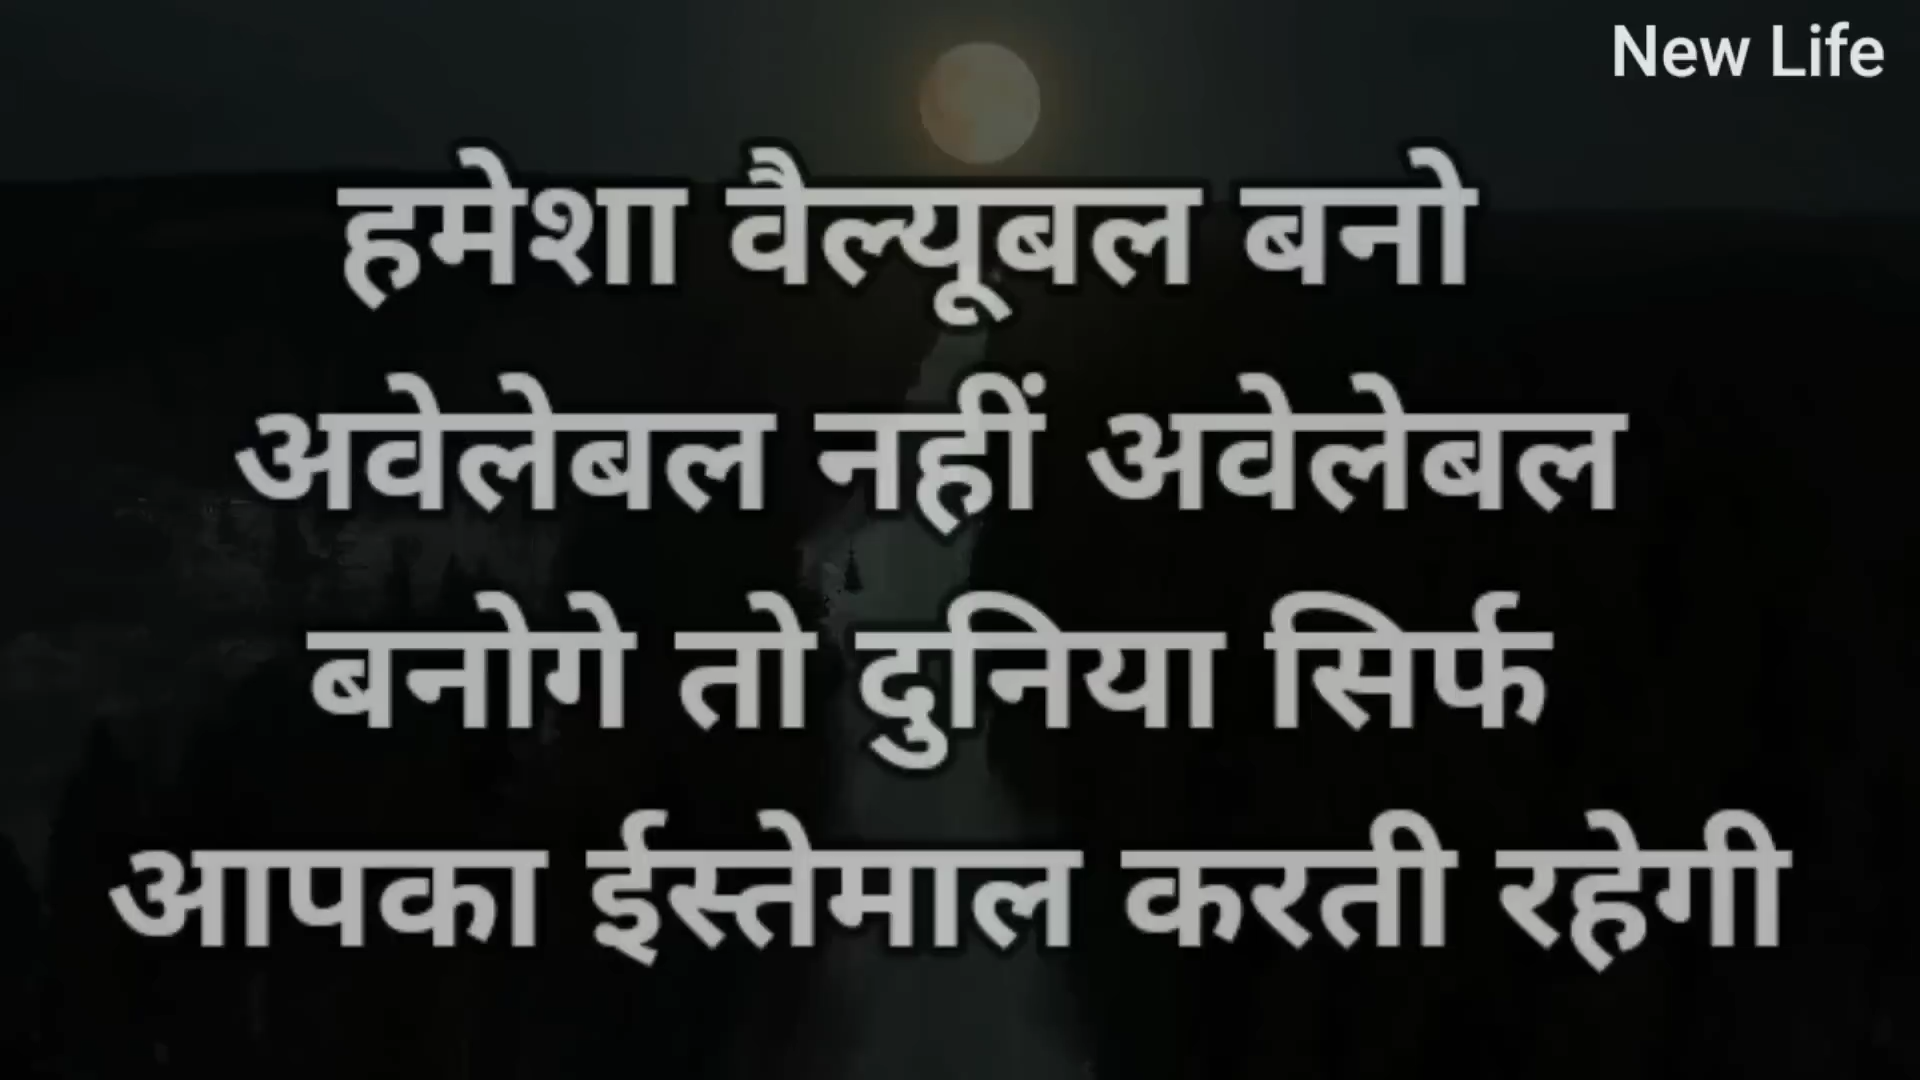 New Life
हमेशा वैल्यूबल बनो
अवेलेबल नहीं अवेलेबल
बनोगे तो दुनिया सिर्फ
आपका ईस्तेमाल करती रहेगी